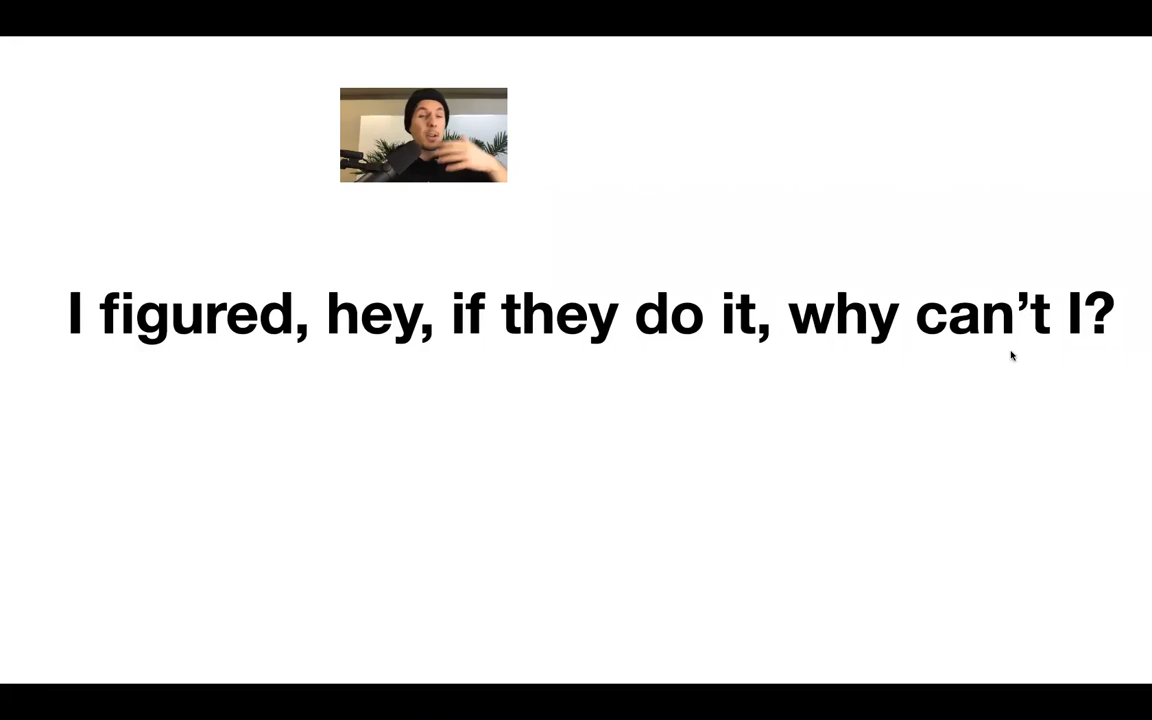 I figured, hey, if they do it, why can’t I?